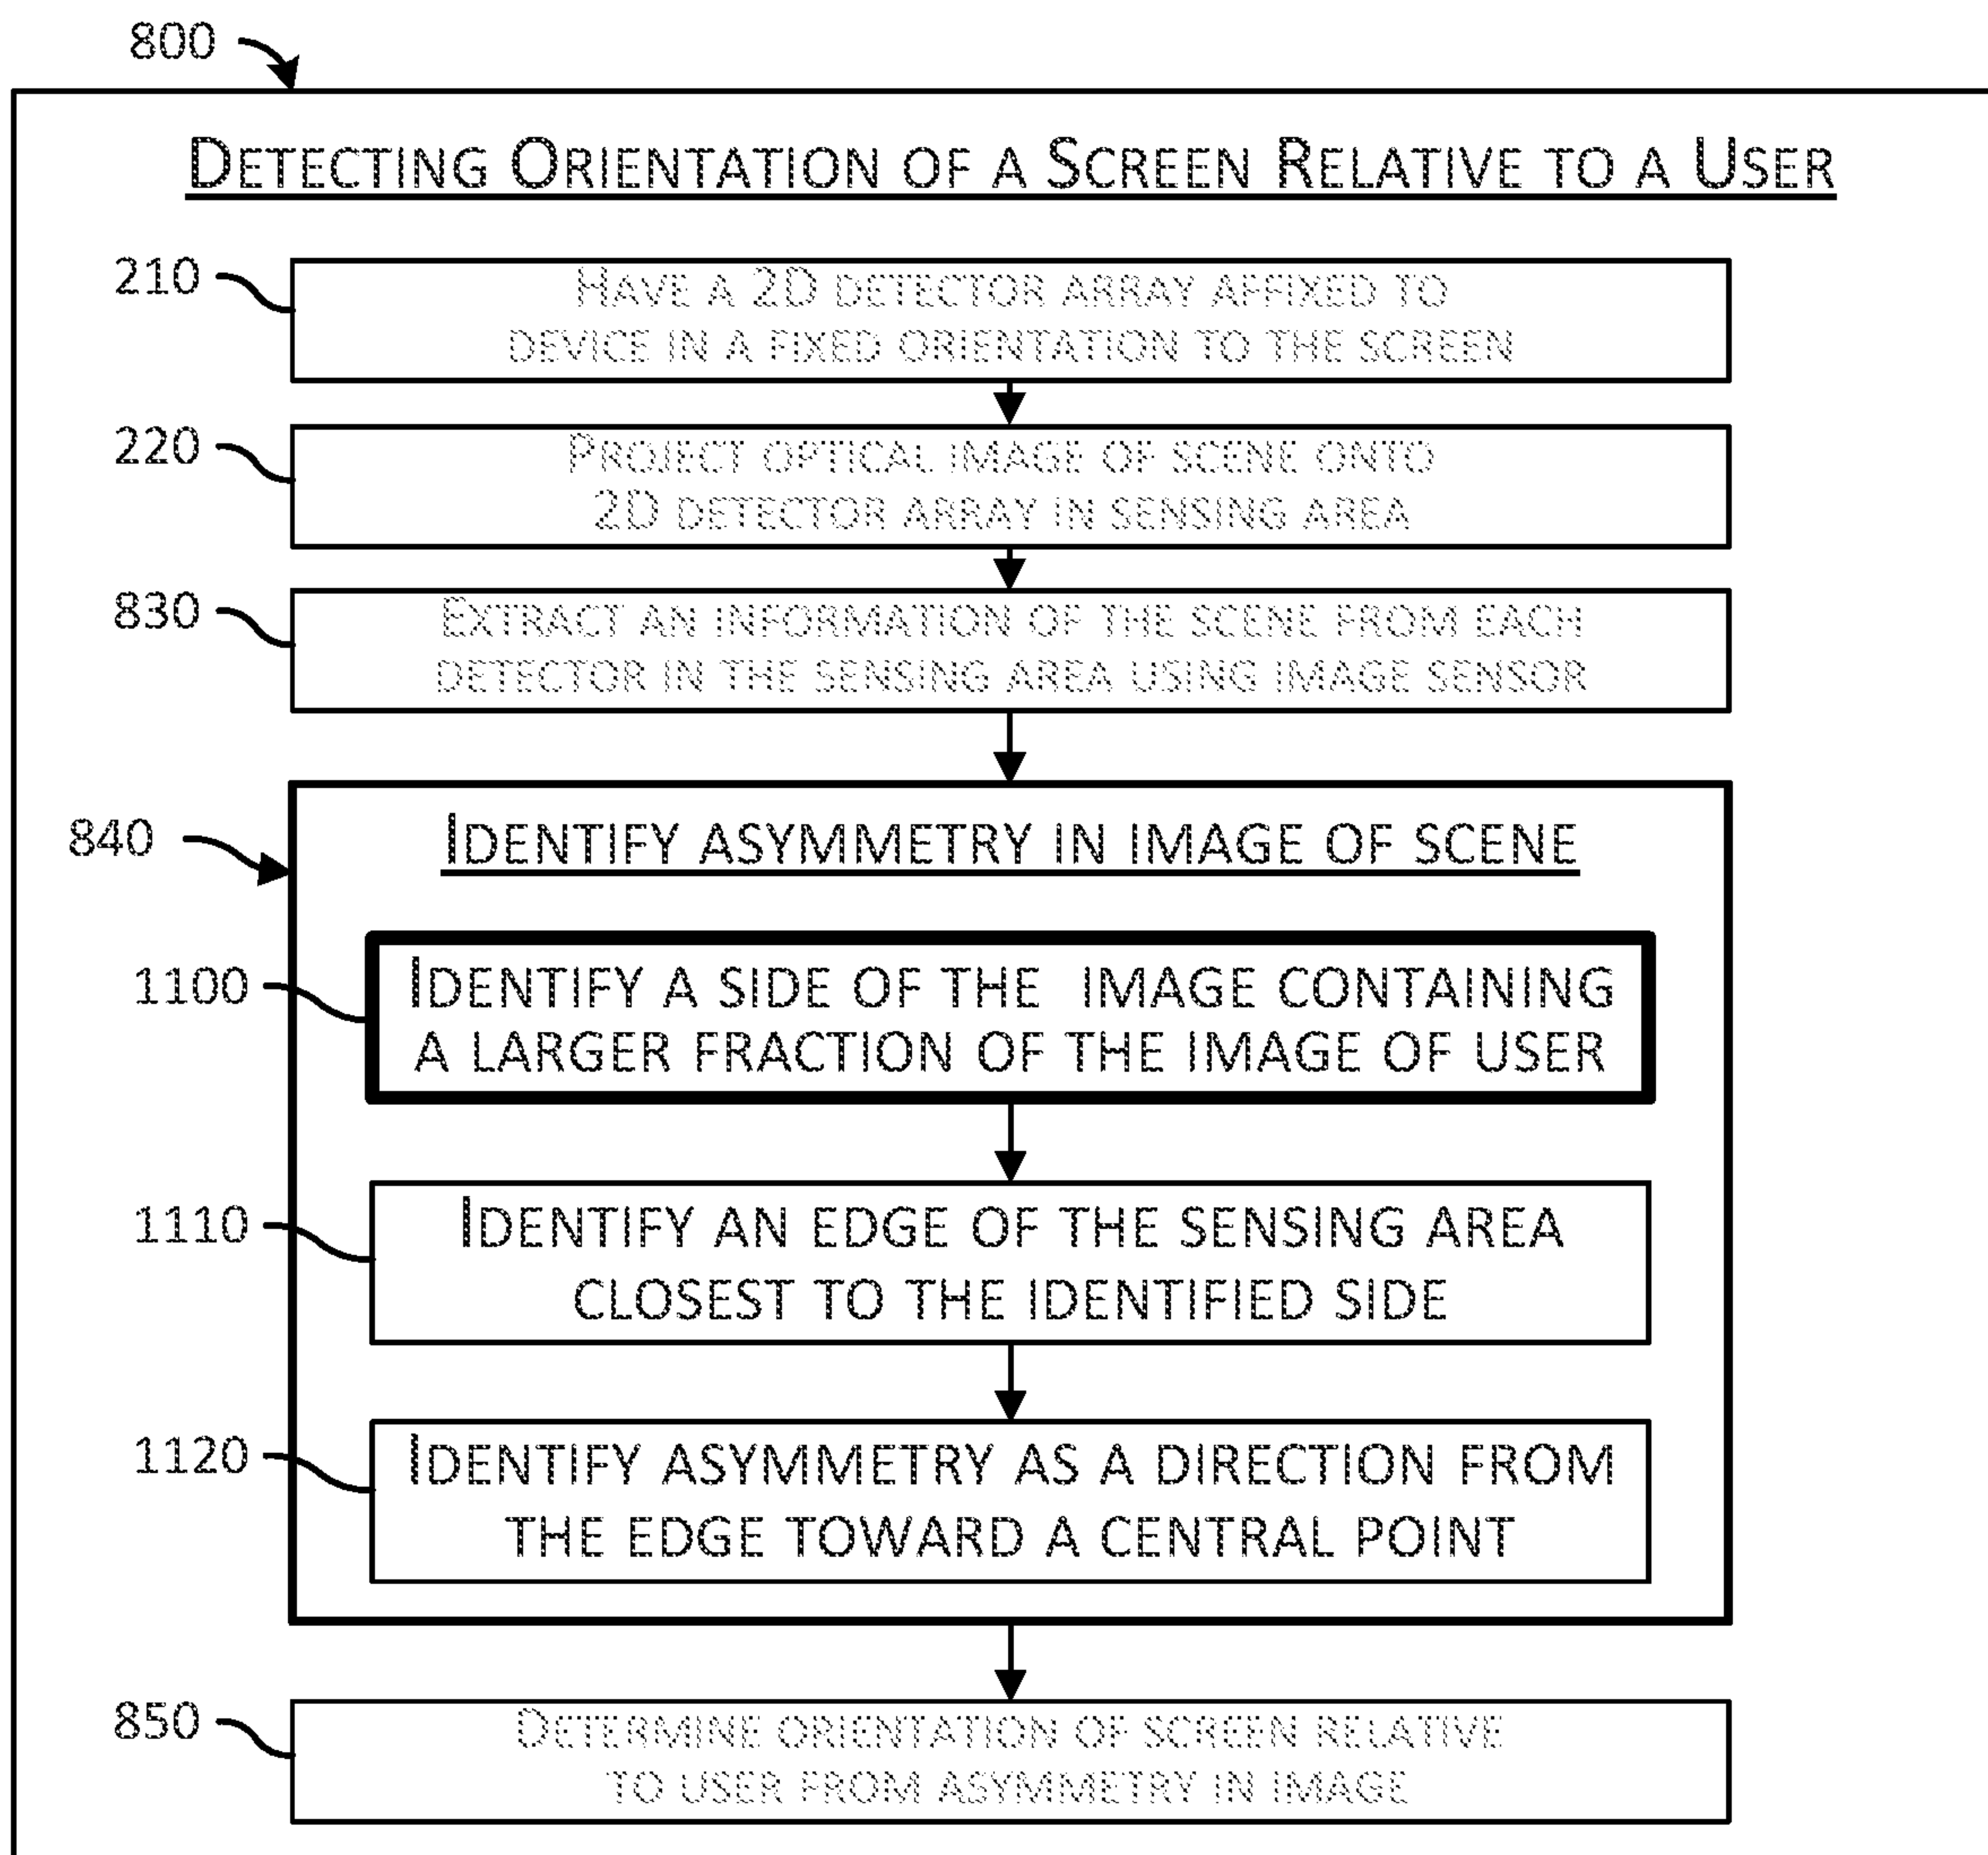 800
DETECTING ORIENTATION OF A SCREEN RELATIVE TO A USER
210
HAVE A 2D DETECTOR ARRAY AFFIXED TO
DEVICE IN A FIXED ORIENTATION TO THE SCREEN
220
PROJECT OPTICAL IMAGE OF SCENE ONTO
2D DETECTOR ARRAY IN SENSING AREA
830
EXTRACT AN INFORMATION OF THE SCENE FROM EACH
DETECTOR IN THE SENSING AREA USING IMAGE SENSOR
840
IDENTIFY ASYMMETRY IN IMAGE OF SCENE
1100
IDENTIFY A SIDE OF THE IMAGE CONTAINING
A LARGER FRACTION OF THE IMAGE OF USER
1110
IDENTIFY AN EDGE OF THE SENSING AREA
CLOSEST TO THE IDENTIFIED SIDE
1120
IDENTIFY ASYMMETRY AS A DIRECTION FROM
THE EDGE TOWARD A CENTRAL POINT
850
DETERMINE ORIENTATION OF SCREEN RELATIVE
TO USER FROM ASYMMETRY IN IMAGE